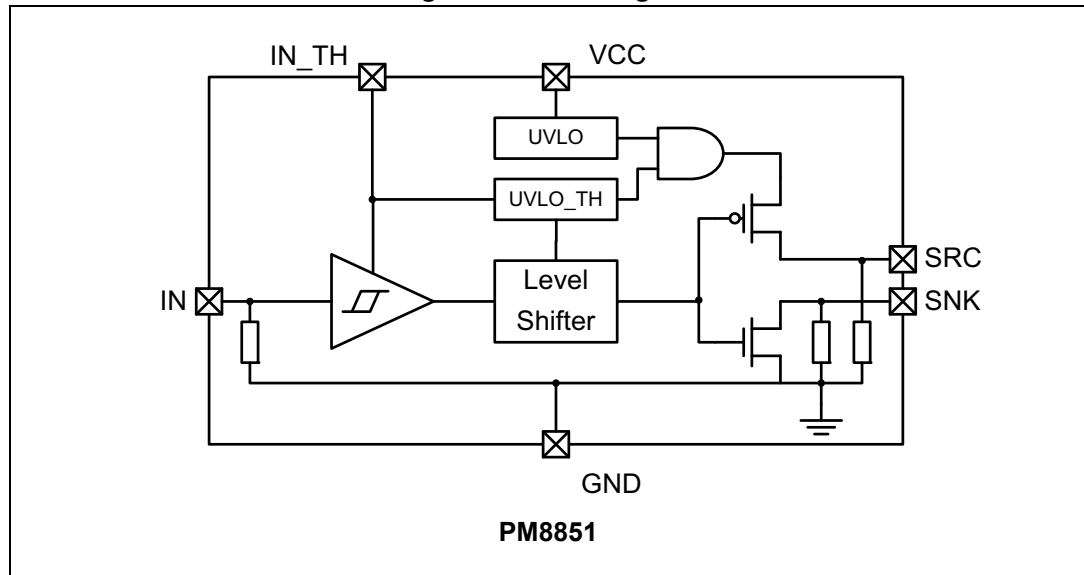 IN_TH
VCC
UVLO
UVLO_TH
SRC
IN
Level
Shifter
SNK
GND
PM8851